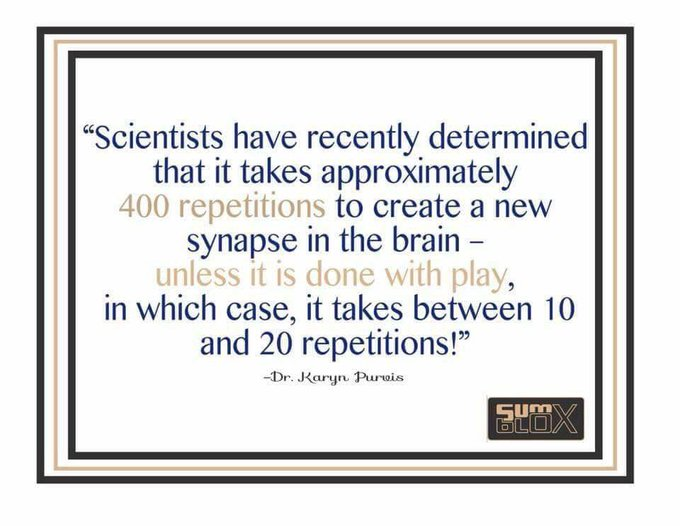 “Scientists have recently determined
that it takes approximately
400 repetitions to create a new
synapse in the brain –
unless it is done with play,
in which case, it takes between 10
and 20 repetitions!”
-Dr. Karyn Purvis
SUM
BLOX